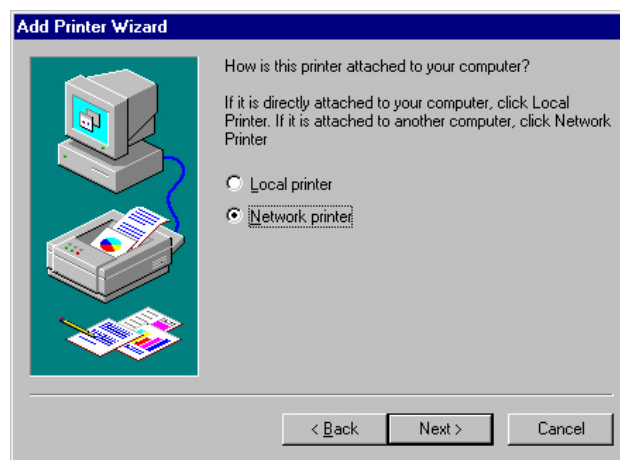 Add Printer Wizard
How is this printer attached to your computer?
If it is directly attached to your computer, click Local
Printer. If it is attached to another computer, click Network
Printer
Local printer
Network printer
< Back
Next >
Cancel